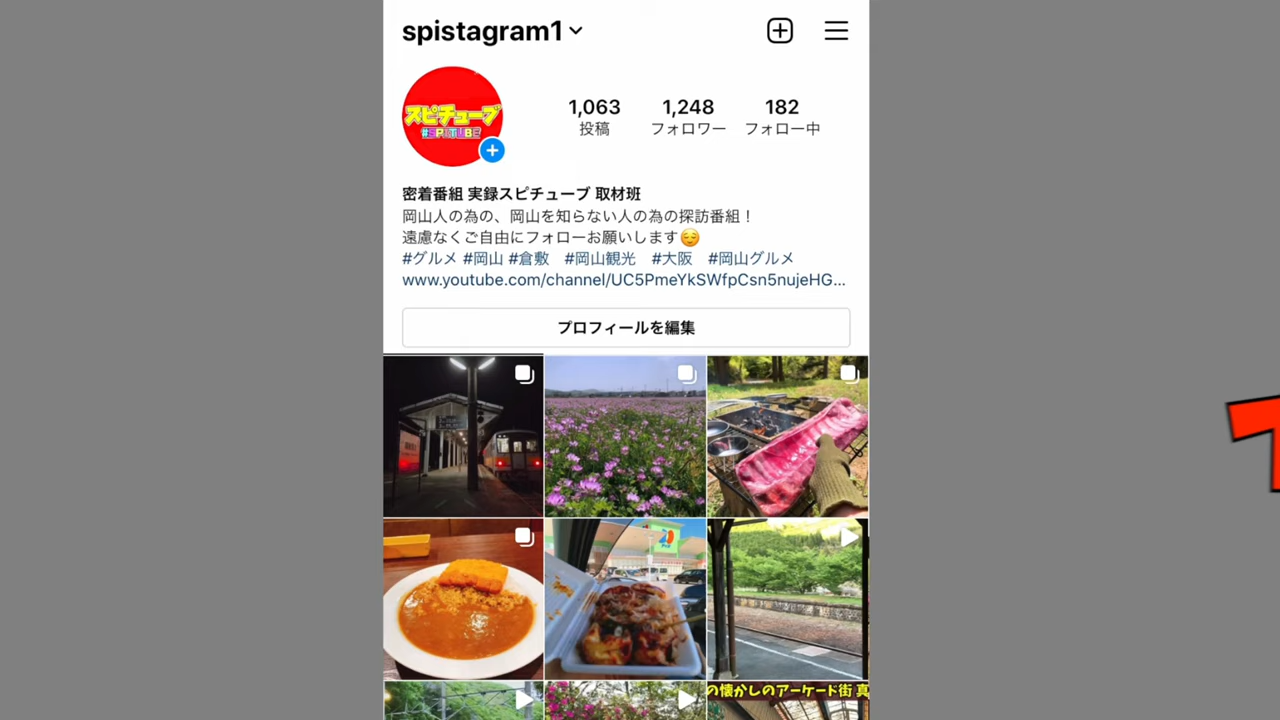 spistagram1
スピチューブ
#SPITUBE
1,063
投稿
1,248
フォロワー
182
フォロー中
密着番組 実録スピチューブ 取材班
岡山人の為の、岡山を知らない人の為の探訪番組！
遠慮なくご自由にフォローお願いします😌
#グルメ #岡山 #倉敷　#岡山観光　#大阪　#岡山グルメ
www.youtube.com/channel/UC5PmeYkSWfpCsn5nujeHG...
プロフィールを編集
の懐かしのアーケード街 真